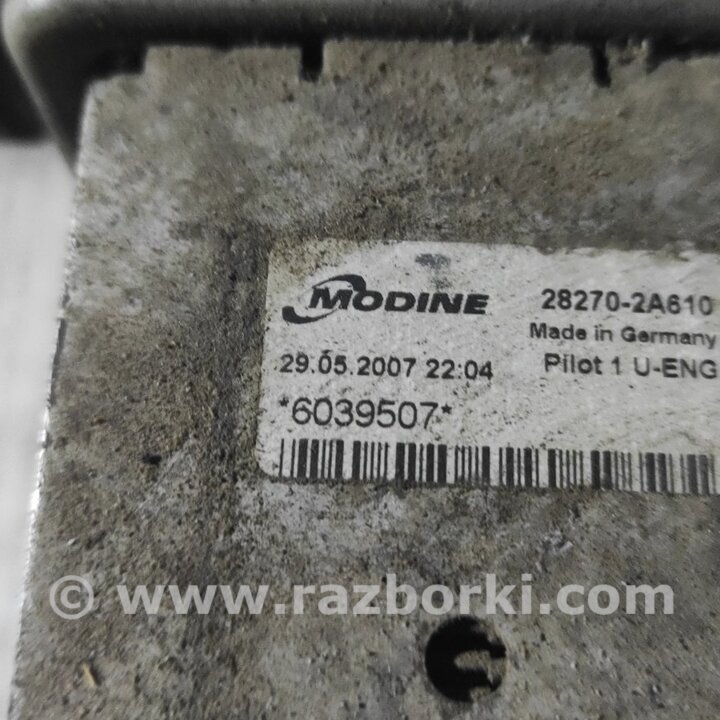 MODINE
28270-2A610
Made in Germany
29.05.2007 22:04
Pilot 1 U-ENG
*6039507*
© www.razborki.com